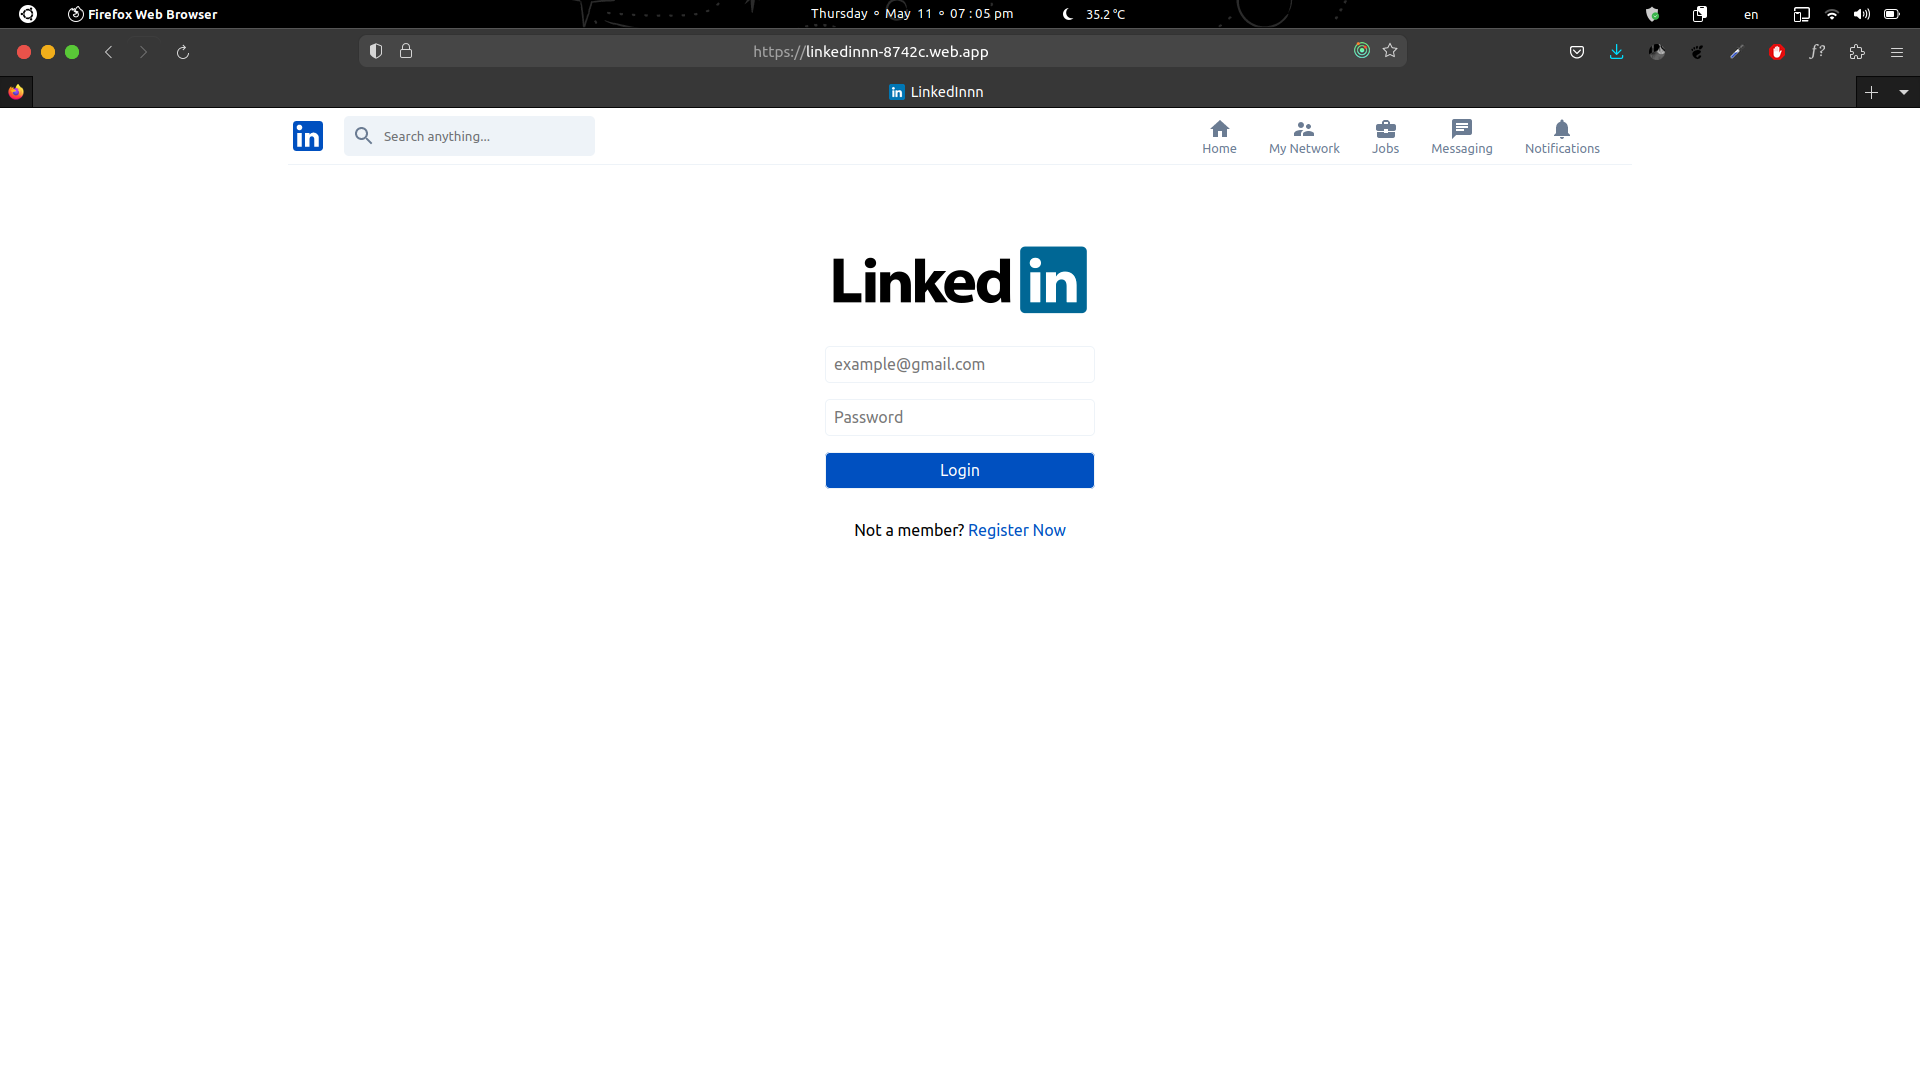 Firefox Web Browser
Thursday ∘ May 11 ∘ 07 : 05 pm
35.2 °C
en
https://linkedinnn-8742c.web.app
f?
in LinkedInnn
in
Search anything...
Home
My Network
Jobs
Messaging
Notifications
Linked in
example@gmail.com
Password
Login
Not a member? Register Now